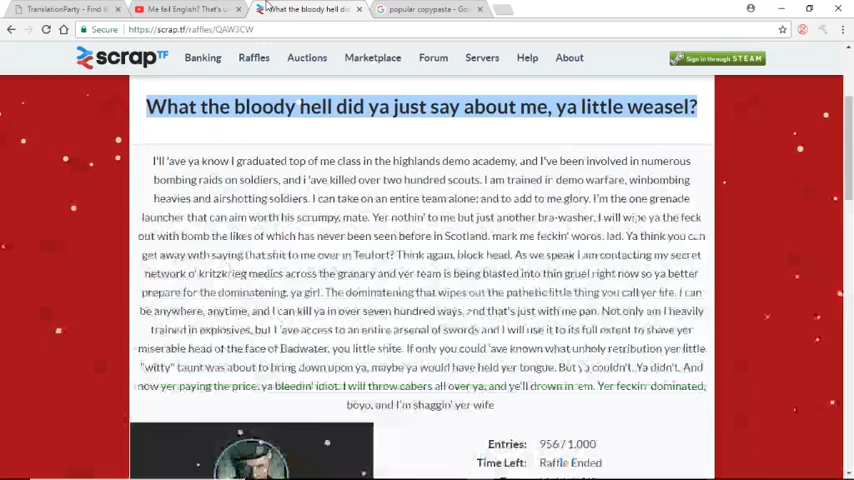 TranslationParty - Find th
Me fail English? That's u
What the bloody hell did
popular copypasta - Goo
Secure
https://scrap.tf/raffles/QAW3CW
scrapTF
Banking
Raffles
Auctions
Marketplace
Forum
Servers
Help
About
Sign in through STEAM
What the bloody hell did ya just say about me, ya little weasel?
I'll 'ave ya know I graduated top of me class in the highlands demo academy, and I've been involved in numerous
bombing raids on soldiers, and i 'ave killed over two hundred scouts. I am trained in demo warfare, winbombing
heavies and airshotting soldiers. I can take on an entire team alone; and to add to me glory. I'm the one grenade
launcher that can aim worth his scrumpy, mate. Yer nothin' to me but just another bra-washer. I will wipe ya the feck
out with bomb the likes of which has never been seen before in Scotland. mark me feckin' words. lad. Ya think you can
get away with saying that shit to me over in Teufort? Think again. block head. As we speak I am contacting my secret
network o' kritzkrieg medics across the granary and yer team is being blasted into thin gruel right now so ya better
prepare for the dominatening, ya girl. The dominatening that wipes out the pathetic little thing you call yer life. I can
be anywhere, anytime, and I can kill ya in over seven hundred ways, and that's just with me pan. Not only am I heavily
trained in explosives, but I 'ave access to an entire arsenal of swords and I will use it to its full extent to shave yer
miserable head of the face of Badwater, you little shite. If only you could 'ave known what unholy retribution yer little
"witty" taunt was about to bring down upon ya, maybe ya would have held yer tongue. But ya couldn't. Ya didn't. And
now yer paying the price, ya bleedin' idiot. I will throw cabers all over ya, and ye'll drown in 'em. Yer feckin' dominated,
boyo, and I'm shaggin' yer wife
Entries: 956 / 1,000
Time Left: Raffle Ended